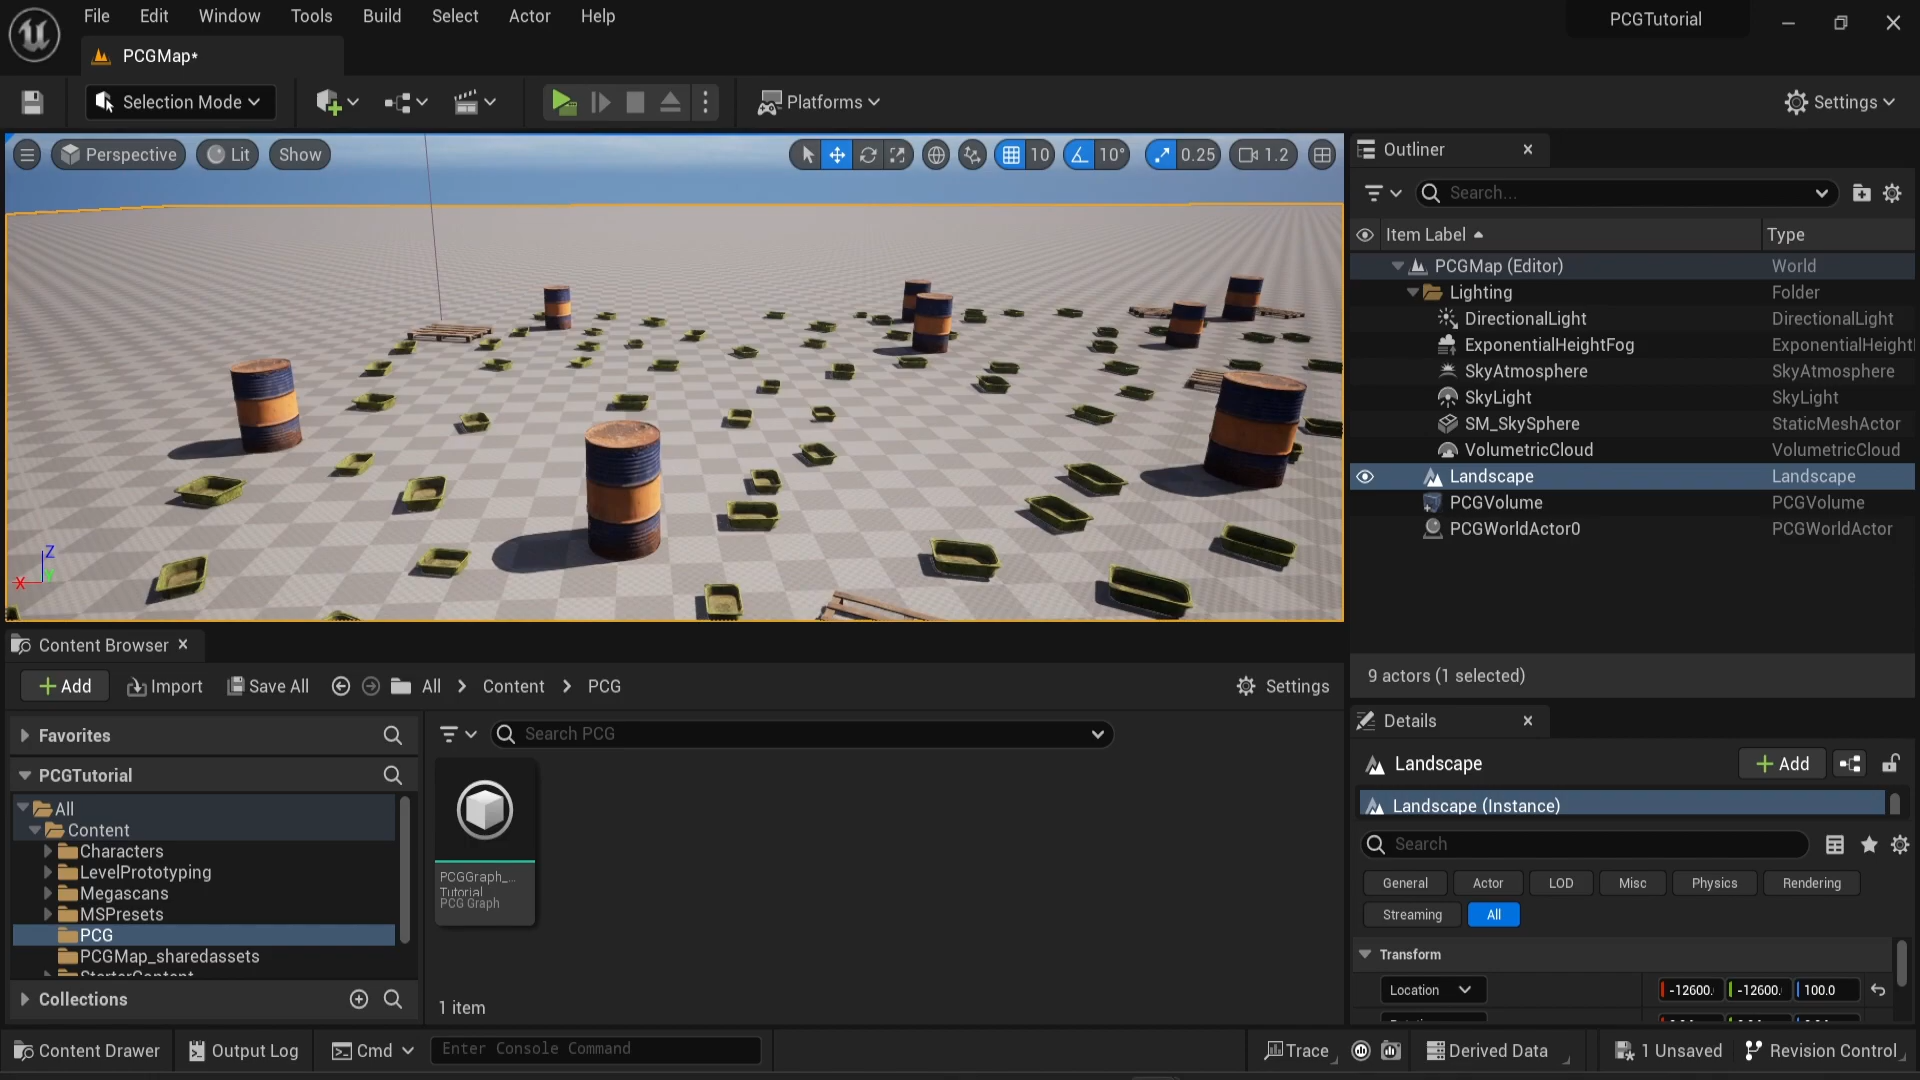 File Edit Window Tools Build Select Actor Help
PCGTutorial
PCGMap*
Selection Mode
Platforms
Settings
Perspective
Lit
Show
10
10°
0.25
1.2
Z
X
Y
Outliner
Search...
Item Label
Type
PCGMap (Editor) World
Lighting Folder
DirectionalLight DirectionalLight
ExponentialHeightFog ExponentialHeight
SkyAtmosphere SkyAtmosphere
SkyLight SkyLight
SM_SkySphere StaticMeshActor
VolumetricCloud VolumetricCloud
Landscape Landscape
PCGVolume PCGVolume
PCGWorldActor0 PCGWorldActor
9 actors (1 selected)
Content Browser
Add
Import
Save All
All
Content
PCG
Settings
Favorites
PCGTutorial
All
Content
Characters
LevelPrototyping
Megascans
MSPresets
PCG
PCGMap_sharedassets
StarterContent
Collections
Search PCG
PCGGraph_...
Tutorial
PCG Graph
1 item
Details
Landscape
Add
Landscape (Instance)
Search
General Actor LOD Misc Physics Rendering
Streaming All
Transform
Location -12600. -12600. 100.0
Content Drawer
Output Log
Cmd
Enter Console Command
Trace
Derived Data
1 Unsaved
Revision Control